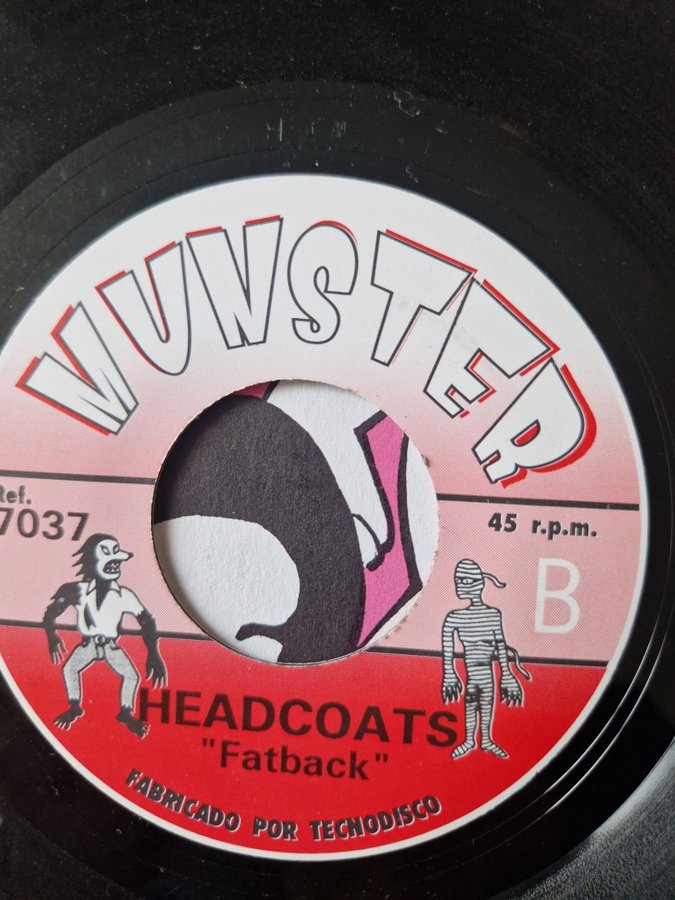 MUNSTER
Ref.
7037
45 r.p.m.
B
HEADCOATS
"Fatback"
FABRICADO POR TECNODISCO